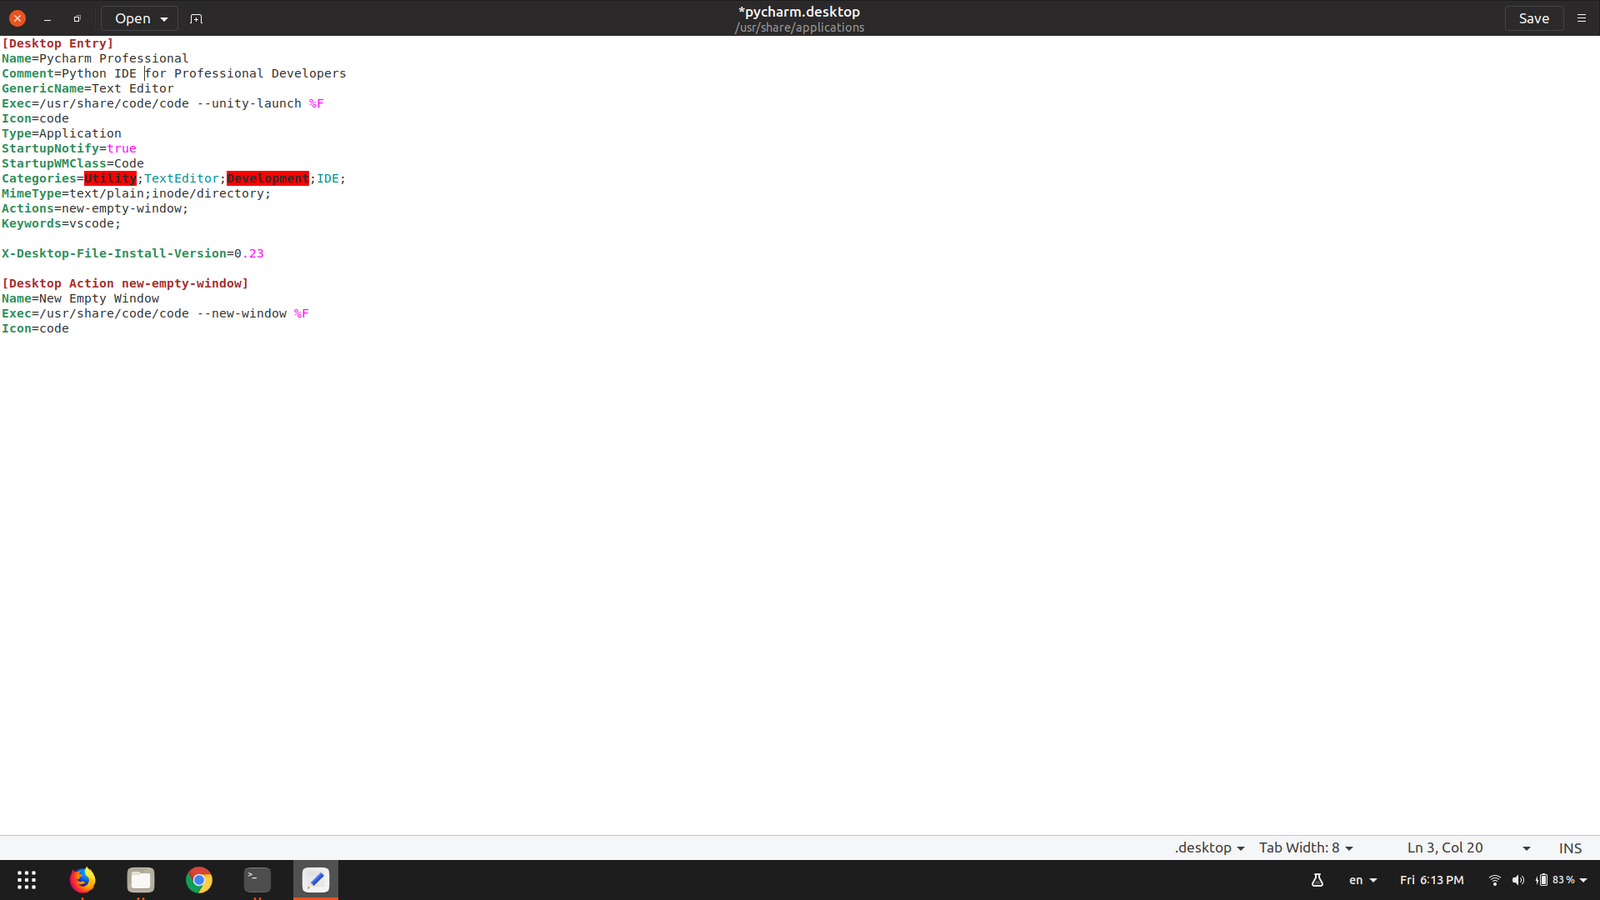 Open
*pycharm.desktop
/usr/share/applications
Save
[Desktop Entry]
Name=Pycharm Professional
Comment=Python IDE for Professional Developers
GenericName=Text Editor
Exec=/usr/share/code/code --unity-launch %F
Icon=code
Type=Application
StartupNotify=true
StartupWMClass=Code
Categories=Utility;TextEditor;Development;IDE;
MimeType=text/plain;inode/directory;
Actions=new-empty-window;
Keywords=vscode;
X-Desktop-File-Install-Version=0.23
[Desktop Action new-empty-window]
Name=New Empty Window
Exec=/usr/share/code/code --new-window %F
Icon=code
.desktop Tab Width: 8 Ln 3, Col 20 INS
en Fri 6:13 PM 83 %